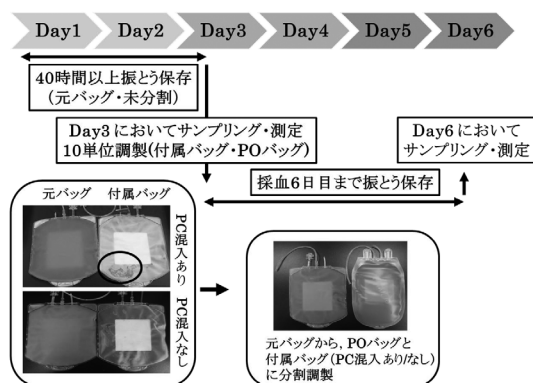 Day1 Day2 Day3 Day4 Day5 Day6
40時間以上振とう保存
(元バッグ・未分割)
Day3においてサンプリング・測定
10単位調製(付属バッグ・POバッグ)
Day6において
サンプリング・測定
採血6日目まで振とう保存
元バッグ 付属バッグ
PC混入あり
PC混入なし
元バッグから, POバッグと
付属バッグ(PC混入あり/なし)
に分割調製